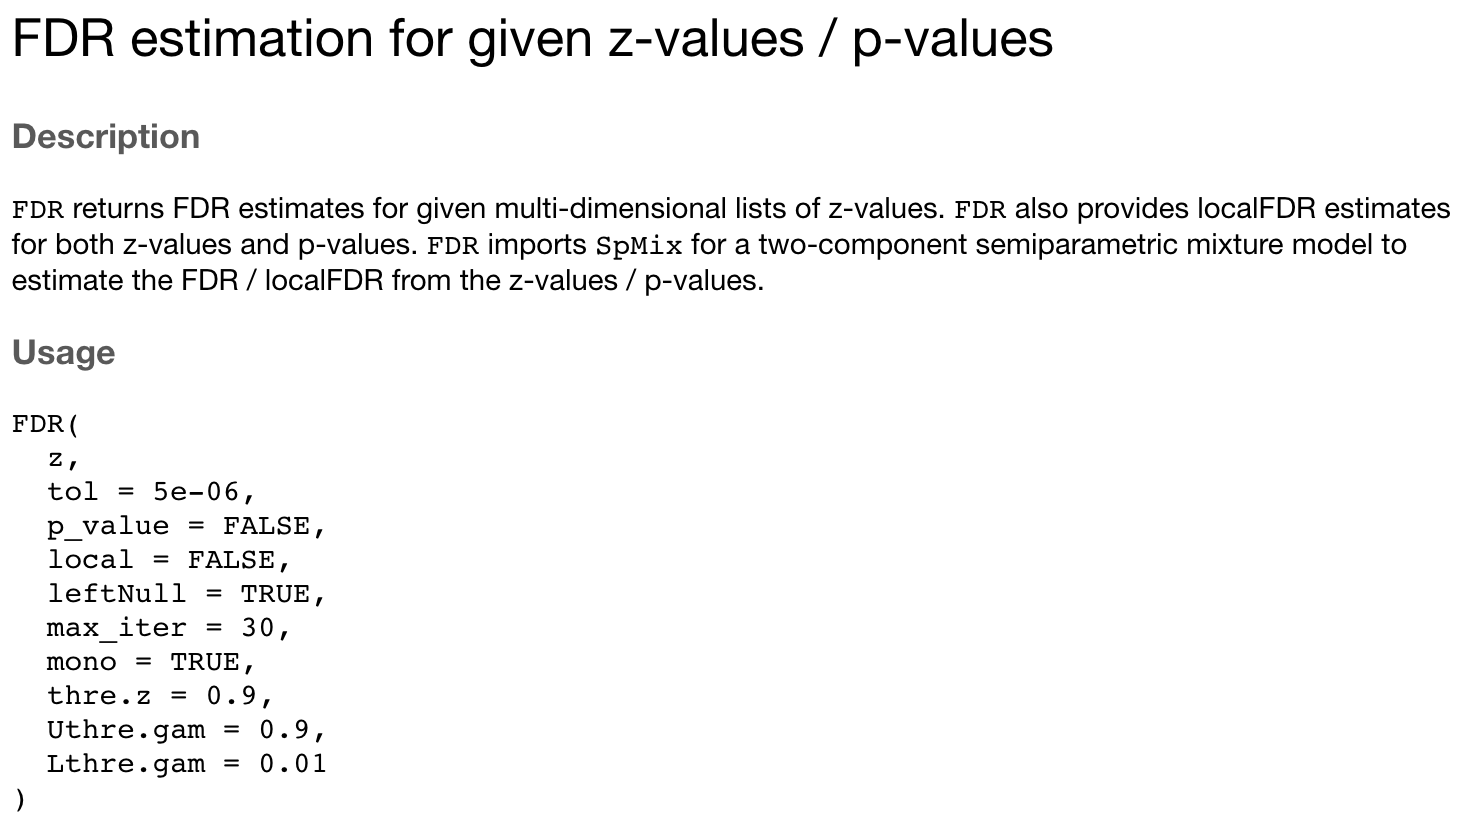 FDR estimation for given z-values / p-values
Description
FDR returns FDR estimates for given multi-dimensional lists of z-values. FDR also provides localFDR estimates
for both z-values and p-values. FDR imports SpMix for a two-component semiparametric mixture model to
estimate the FDR / localFDR from the z-values / p-values.
Usage
FDR(
  z,
  tol = 5e-06,
  p_value = FALSE,
  local = FALSE,
  leftNull = TRUE,
  max_iter = 30,
  mono = TRUE,
  thre.z = 0.9,
  Uthre.gam = 0.9,
  Lthre.gam = 0.01
)